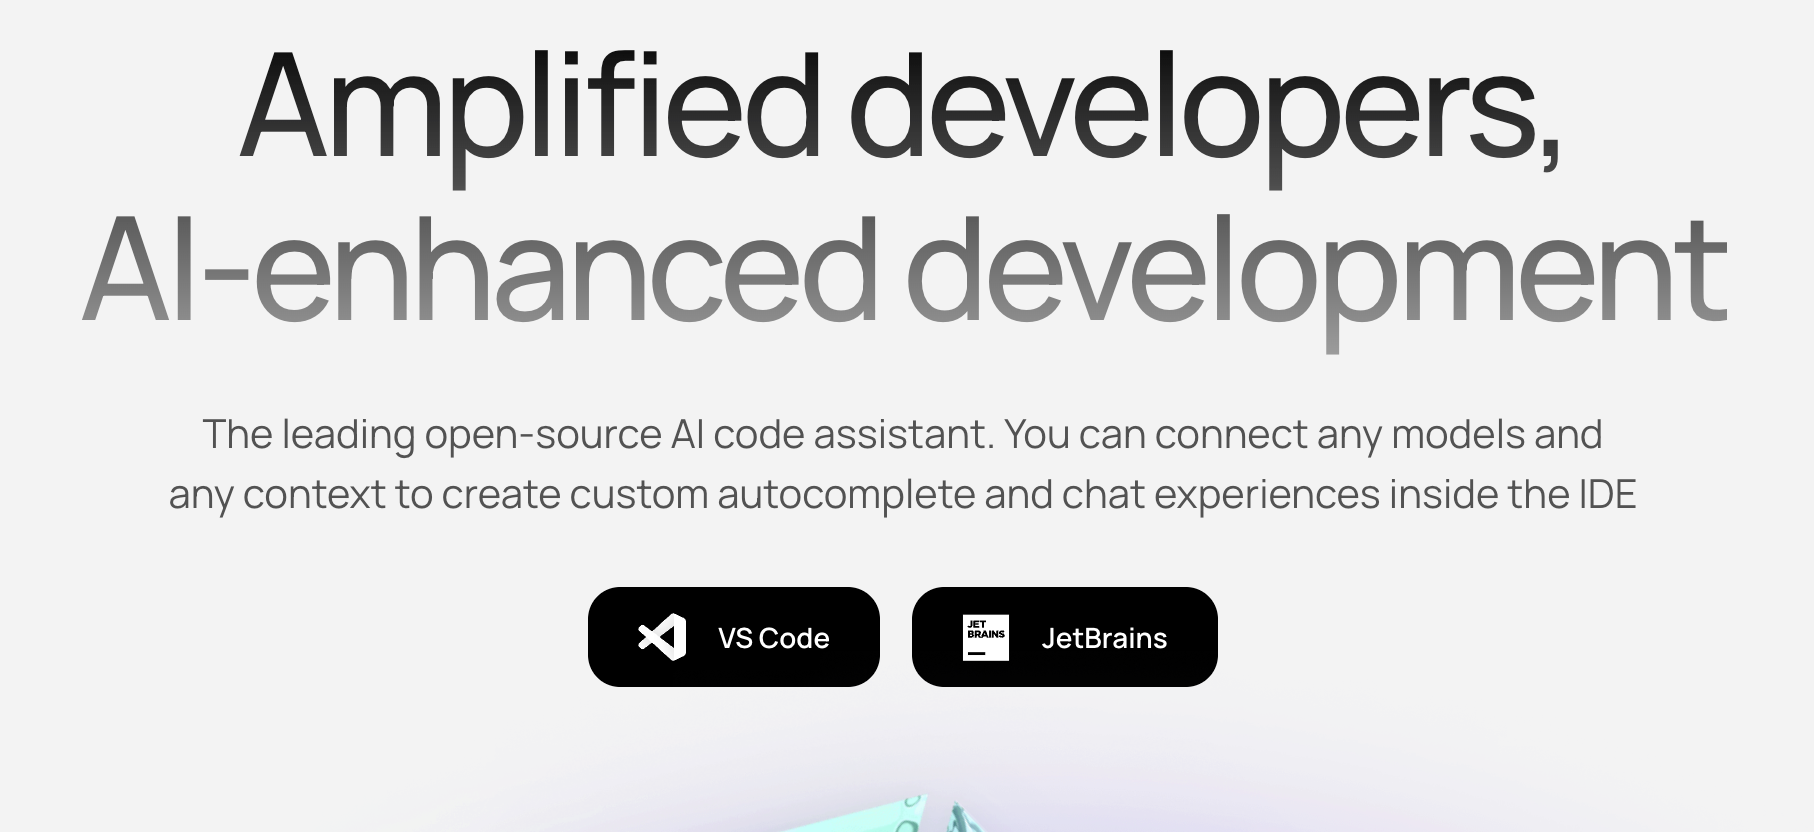 Amplified developers,
AI-enhanced development
The leading open-source AI code assistant. You can connect any models and
any context to create custom autocomplete and chat experiences inside the IDE
VS Code
JET
BRAINS
JetBrains